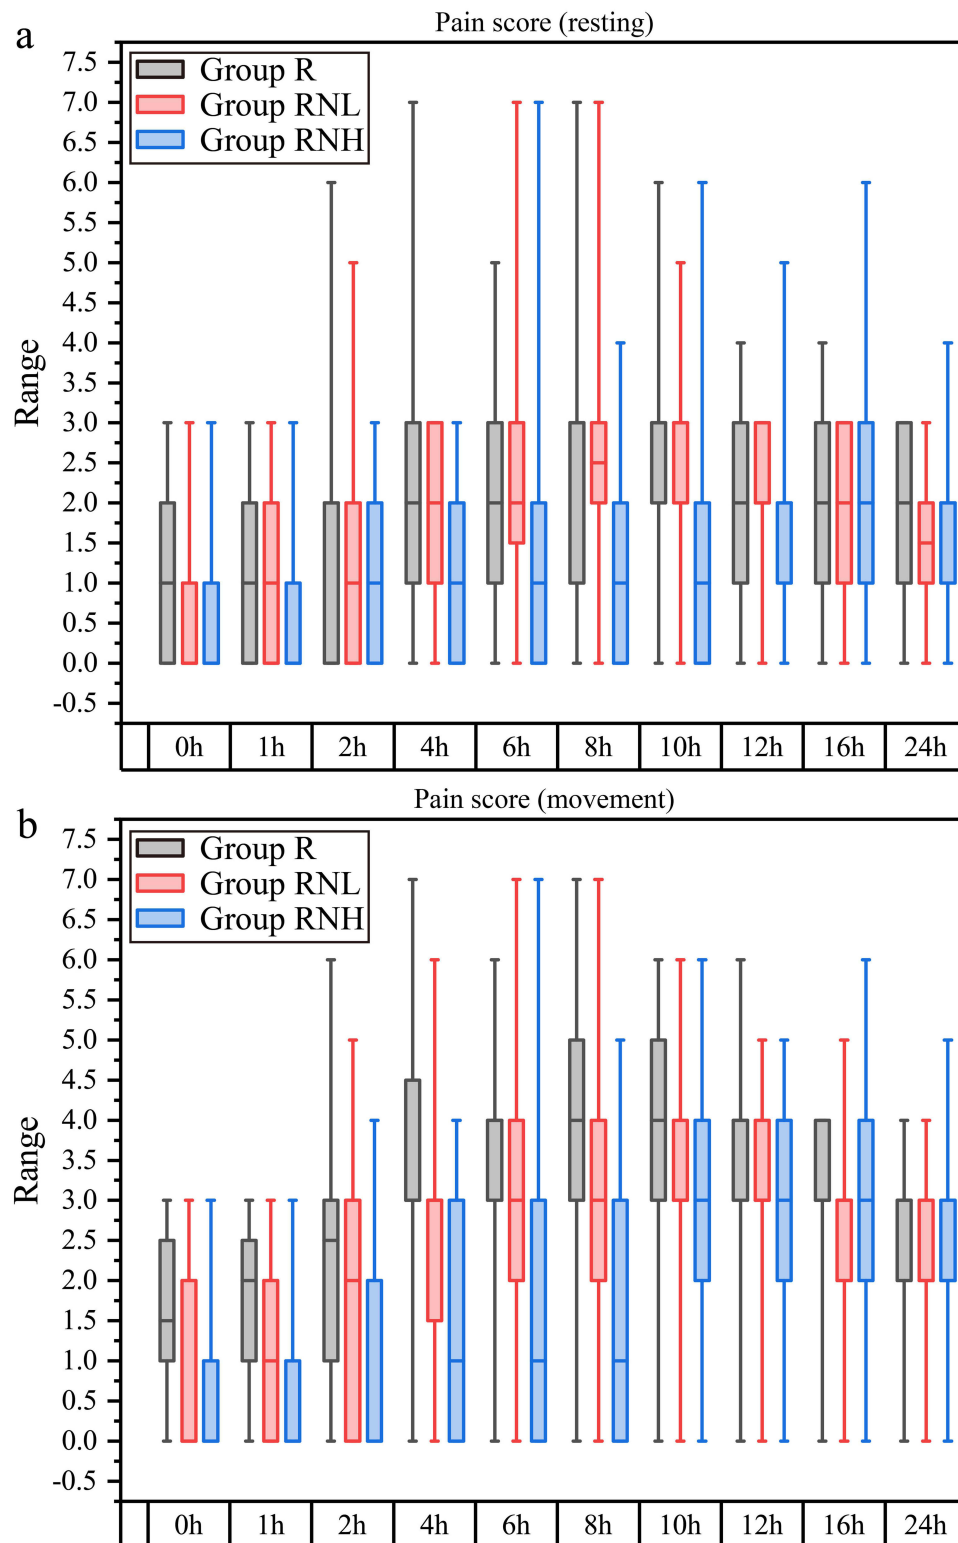 a
Pain score (resting)
7.5
7.0
6.5
6.0
5.5
5.0
4.5
4.0
3.5
3.0
2.5
2.0
1.5
1.0
0.5
0.0
-0.5
Range
Group R
Group RNL
Group RNH
0h 1h 2h 4h 6h 8h 10h 12h 16h 24h
b
Pain score (movement)
7.5
7.0
6.5
6.0
5.5
5.0
4.5
4.0
3.5
3.0
2.5
2.0
1.5
1.0
0.5
0.0
-0.5
Range
Group R
Group RNL
Group RNH
0h 1h 2h 4h 6h 8h 10h 12h 16h 24h